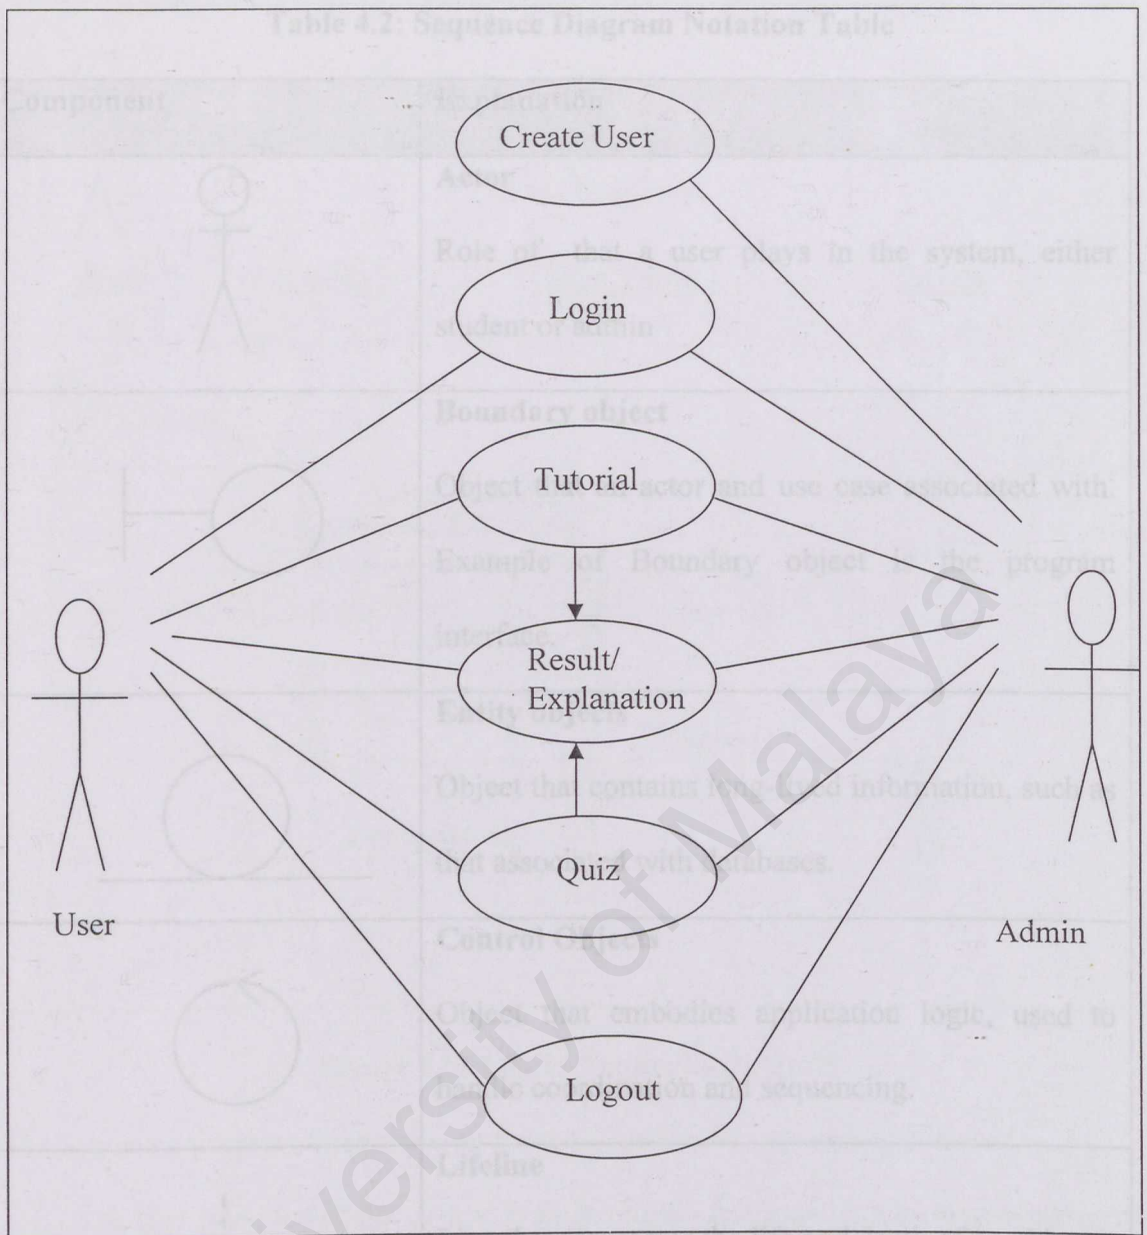 Table 4.2: Sequence Diagram Notation Table
Component
Explanation
Create User
Actor
Role of that a user plays in the system, either
student or admin
Login
Boundary object
Tutorial
Object that an actor and use case associated with.
Example of Boundary object is the program
interface.
Result/
Explanation
Entity objects
Object that contains long-lived information, such as
that associated with databases.
Quiz
User
Admin
Control Objects
Object that embodies application logic, used to
coordination and sequencing.
Logout
Lifeline
University of Malaya